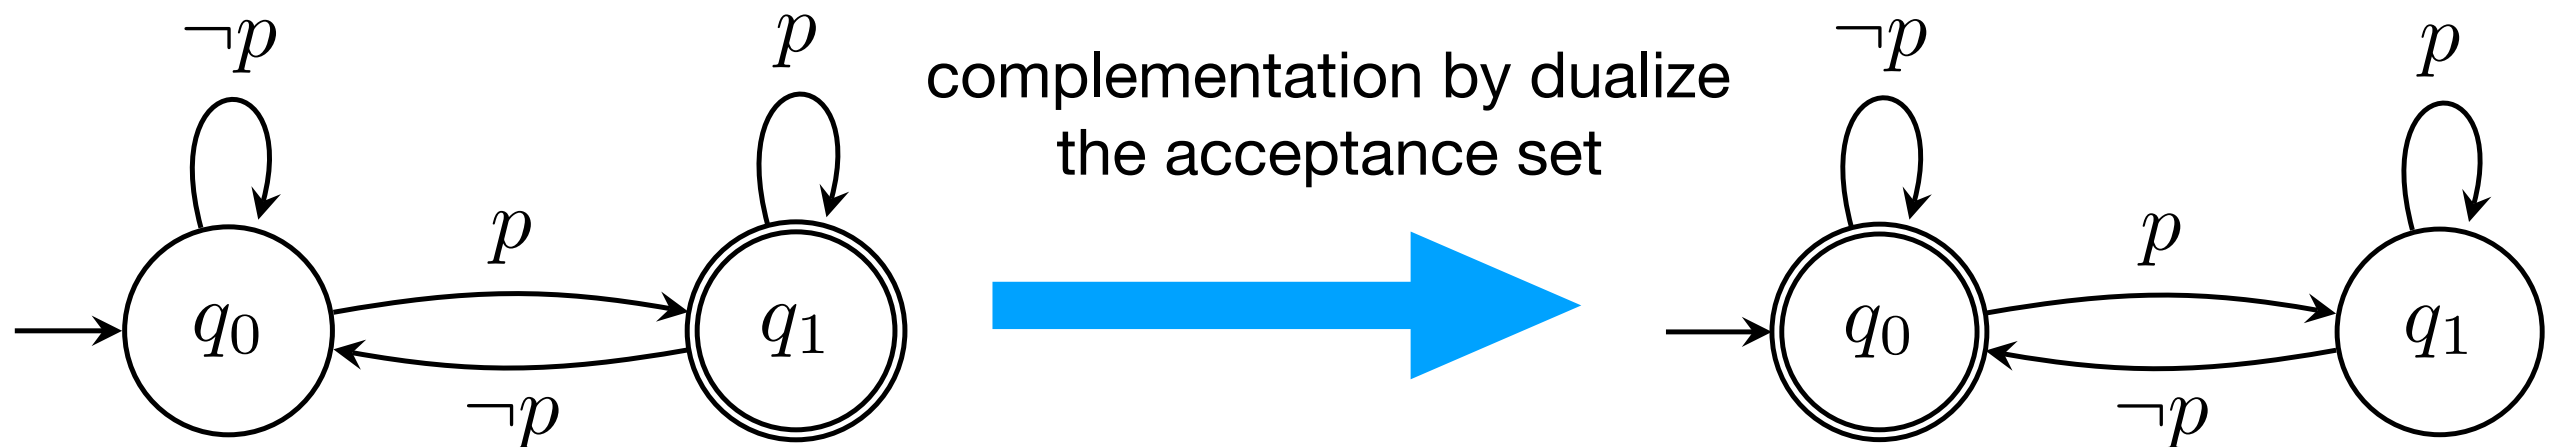 ¬p
p
complementation by dualize
the acceptance set
¬p
p
p
p
q₀
q₁
q₀
q₁
¬p
¬p